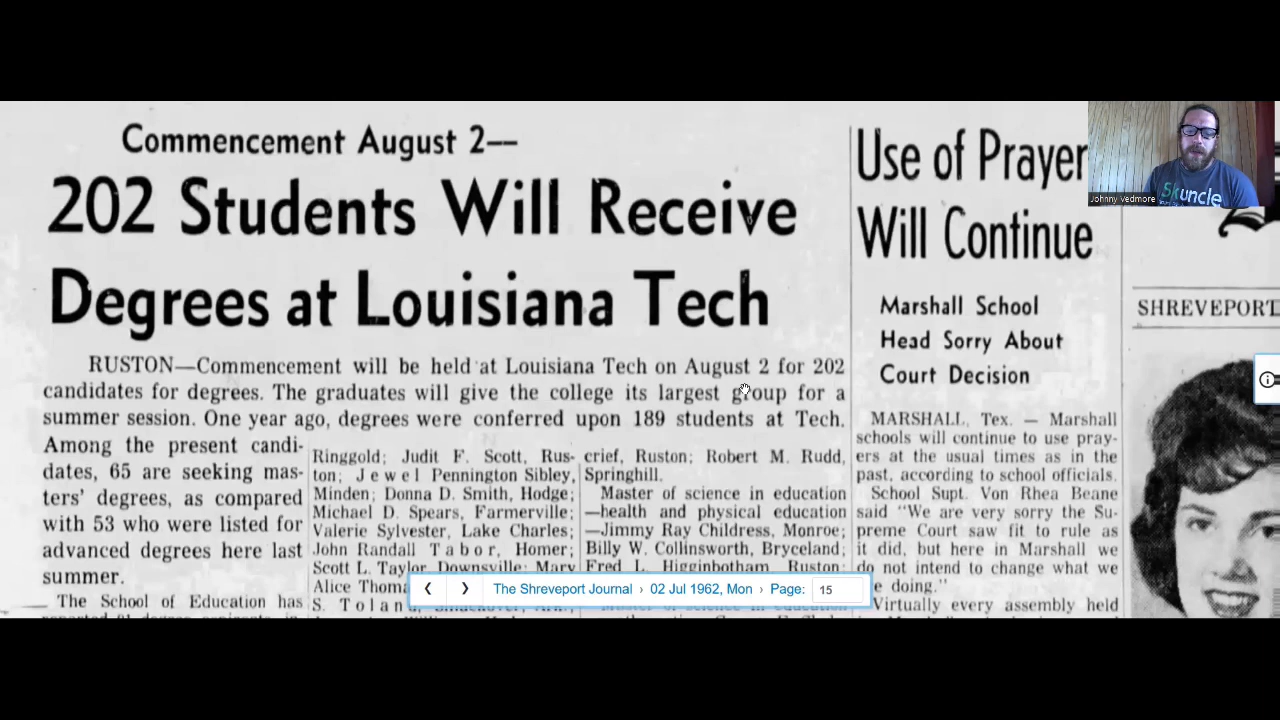 Commencement August 2—
202 Students Will Receive
Degrees at Louisiana Tech
RUSTON—Commencement will be held at Louisiana Tech on August 2 for 202
candidates for degrees. The graduates will give the college its largest group for a
summer session. One year ago, degrees were conferred upon 189 students at Tech.
Among the present candi-
dates, 65 are seeking mas-
ters' degrees, as compared
with 53 who were listed for
advanced degrees here last
summer.
The School of Education has
Ringgold; Judit F. Scott, Rus-
ton; Jewel Pennington Sibley,
Minden; Donna D. Smith, Hodge;
Michael D. Spears, Farmerville;
Valerie Sylvester, Lake Charles;
John Randall Tabor, Homer;
Scott L. Taylor, Downsville; Mary
Alice Thoma
S. Tolan
crief, Ruston; Robert M. Rudd,
Springhill.
Master of science in education
—health and physical education
—Jimmy Ray Childress, Monroe;
Billy W. Collinsworth, Bryceland;
Fred L. Higginbotham, Ruston;
Use of Prayer
Will Continue
Marshall School
Head Sorry About
Court Decision
MARSHALL, Tex. — Marshall
schools will continue to use pray-
ers at the usual times as in the
past, according to school officials.
School Supt. Von Rhea Beane
said "We are very sorry the Su-
preme Court saw fit to rule as
it did, but here in Marshall we
do not intend to change what we
e doing."
Virtually every assembly held
SHREVEPORT
Skuncle
Johnny Vedmore
The Shreveport Journal › 02 Jul 1962, Mon › Page: 15